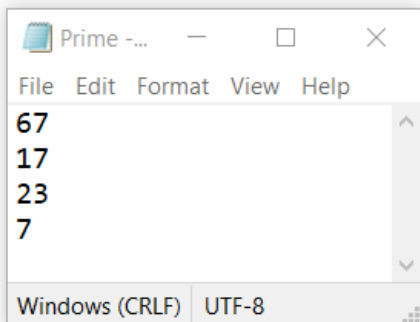 Prime -...
File Edit Format View Help
67
17
23
7
Windows (CRLF) UTF-8